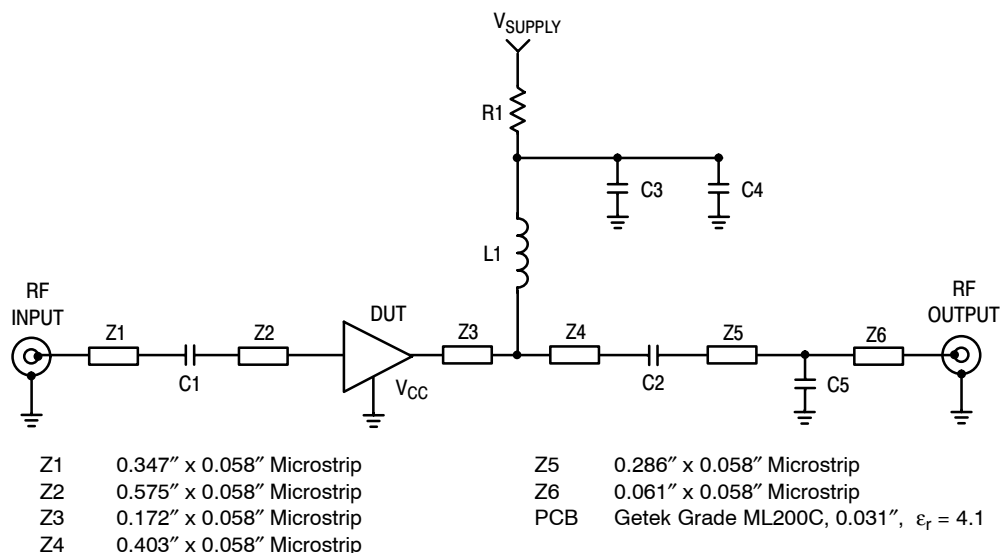 VSUPPLY
R1
C3
C4
L1
RF
INPUT
Z1
C1
Z2
DUT
VCC
Z3
Z4
C2
Z5
C5
Z6
RF
OUTPUT
Z1 0.347″ x 0.058″ Microstrip
Z2 0.575″ x 0.058″ Microstrip
Z3 0.172″ x 0.058″ Microstrip
Z4 0.403″ x 0.058″ Microstrip
Z5 0.286″ x 0.058″ Microstrip
Z6 0.061″ x 0.058″ Microstrip
PCB Getek Grade ML200C, 0.031″, εr = 4.1